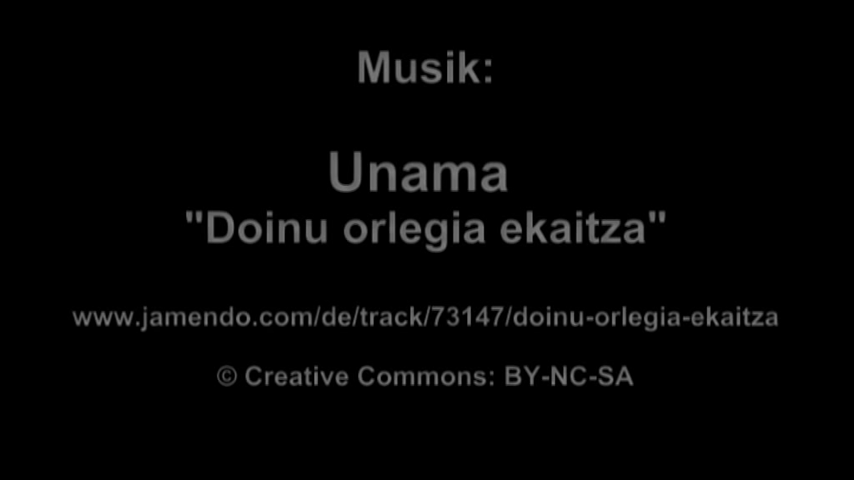 Musik:
Unama
"Doinu orlegia ekaitza"
www.jamendo.com/de/track/73147/doinu-orlegia-ekaitza
© Creative Commons: BY-NC-SA